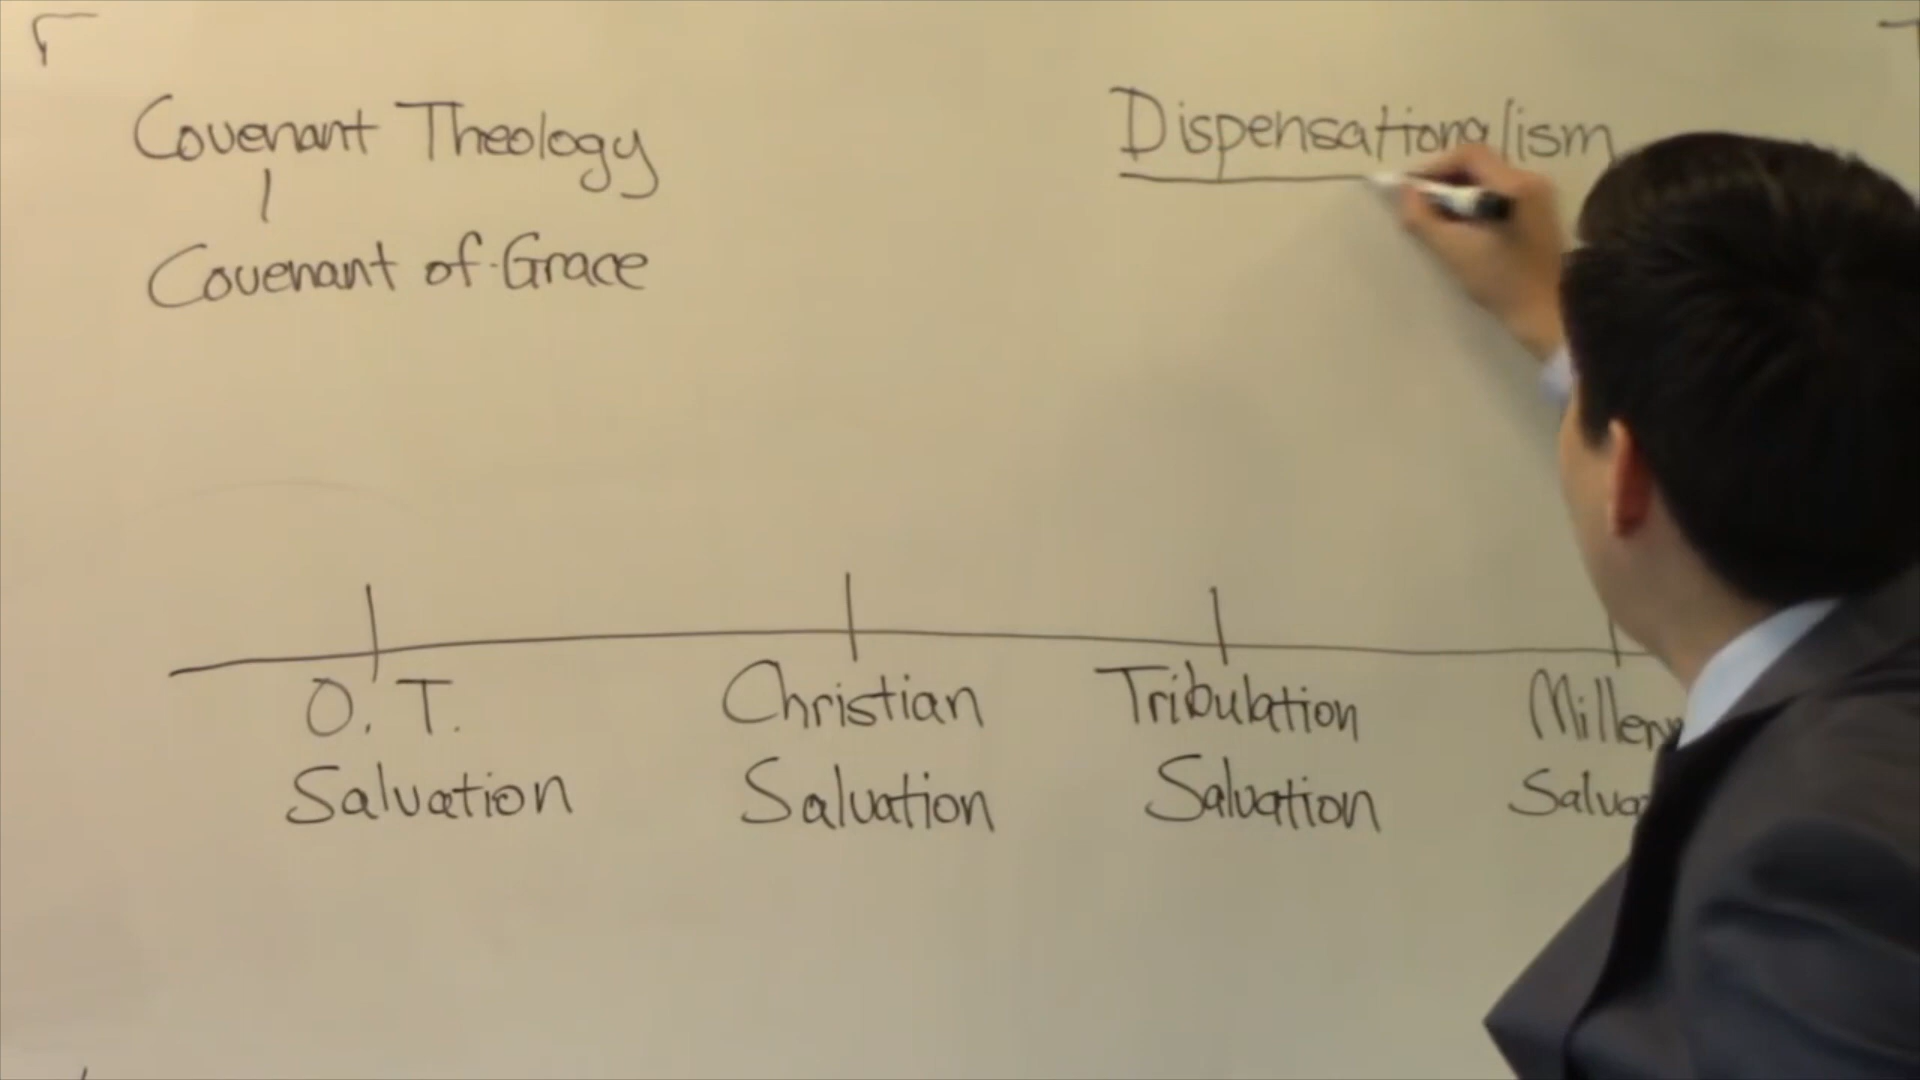 Covenant Theology
Covenant of Grace
Dispensationalism
O. T.
Salvation
Christian
Salvation
Tribulation
Salvation